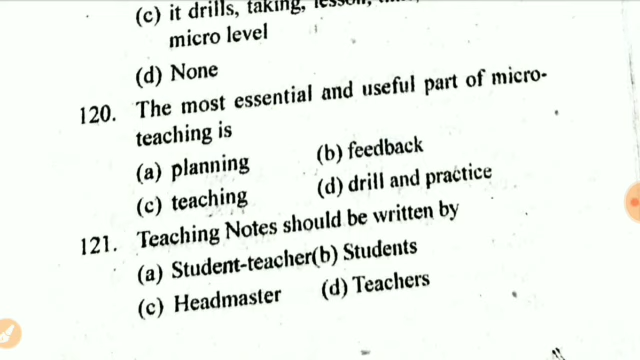 (c) it drills, taking,
micro level
(d) None
120. The most essential and useful part of micro-
teaching is
(a) planning (b) feedback
(c) teaching (d) drill and practice
121. Teaching Notes should be written by
(a) Student-teacher(b) Students
(c) Headmaster (d) Teachers